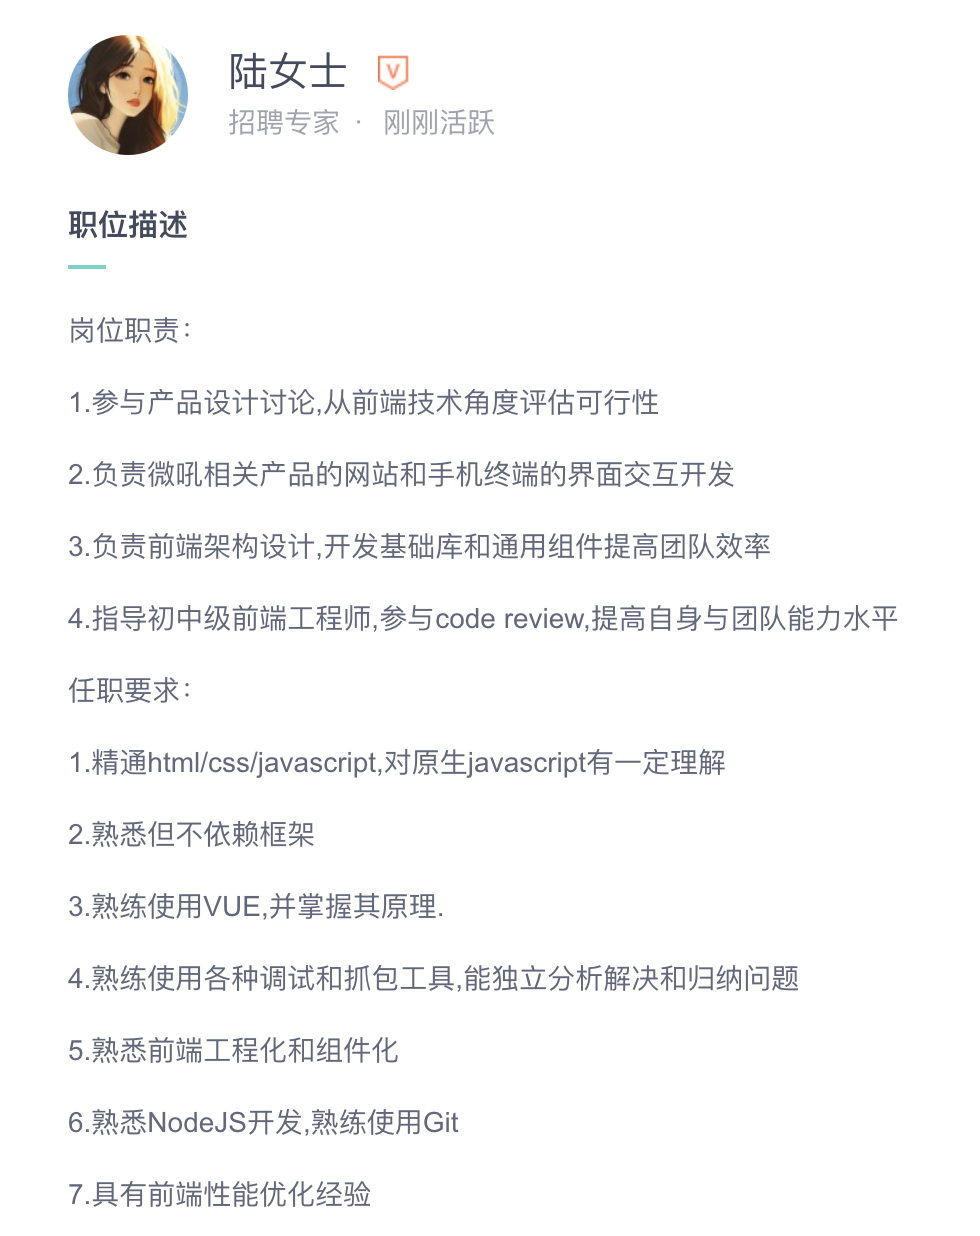 陆女士
招聘专家 · 刚刚活跃
职位描述
岗位职责:
1.参与产品设计讨论,从前端技术角度评估可行性
2.负责微吼相关产品的网站和手机终端的界面交互开发
3.负责前端架构设计,开发基础库和通用组件提高团队效率
4.指导初中级前端工程师,参与code review,提高自身与团队能力水平
任职要求:
1.精通html/css/javascript,对原生javascript有一定理解
2.熟悉但不依赖框架
3.熟练使用VUE,并掌握其原理.
4.熟练使用各种调试和抓包工具,能独立分析解决和归纳问题
5.熟悉前端工程化和组件化
6.熟悉NodeJS开发,熟练使用Git
7.具有前端性能优化经验